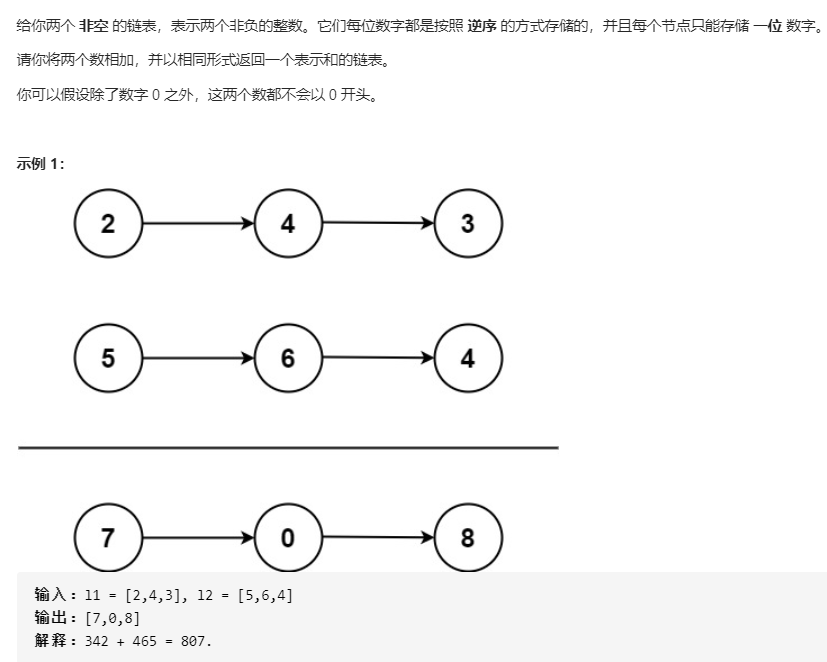 给你两个 非空 的链表，表示两个非负的整数。它们每位数字都是按照 逆序 的方式存储的，并且每个节点只能存储 一位 数字。
请你将两个数相加，并以相同形式返回一个表示和的链表。
你可以假设除了数字 0 之外，这两个数都不会以 0 开头。
示例 1：
2 4 3
5 6 4
7 0 8
输入：l1 = [2,4,3], l2 = [5,6,4]
输出：[7,0,8]
解释：342 + 465 = 807.